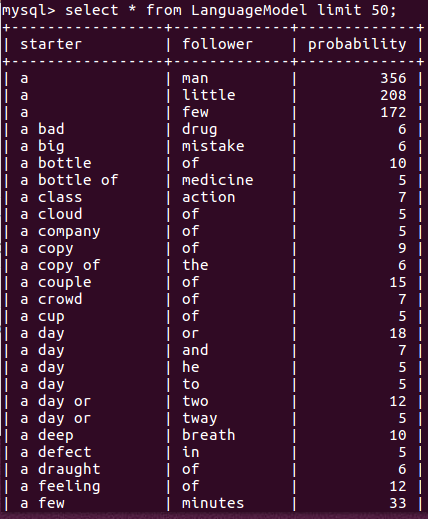 mysql> select * from LanguageModel limit 50;
+----------------+------------+-------------+
| starter | follower | probability |
+----------------+------------+-------------+
| a | man | 356 |
| a | little | 208 |
| a | few | 172 |
| a bad | drug | 6 |
| a big | mistake | 6 |
| a bottle | of | 10 |
| a bottle of | medicine | 5 |
| a class | action | 7 |
| a cloud | of | 5 |
| a company | of | 5 |
| a copy | of | 9 |
| a copy of | the | 6 |
| a couple | of | 15 |
| a crowd | of | 7 |
| a cup | of | 5 |
| a day | or | 18 |
| a day | and | 7 |
| a day | he | 5 |
| a day | to | 5 |
| a day or | two | 12 |
| a day or | tway | 5 |
| a deep | breath | 10 |
| a defect | in | 5 |
| a draught | of | 6 |
| a feeling | of | 12 |
| a few | minutes | 33 |